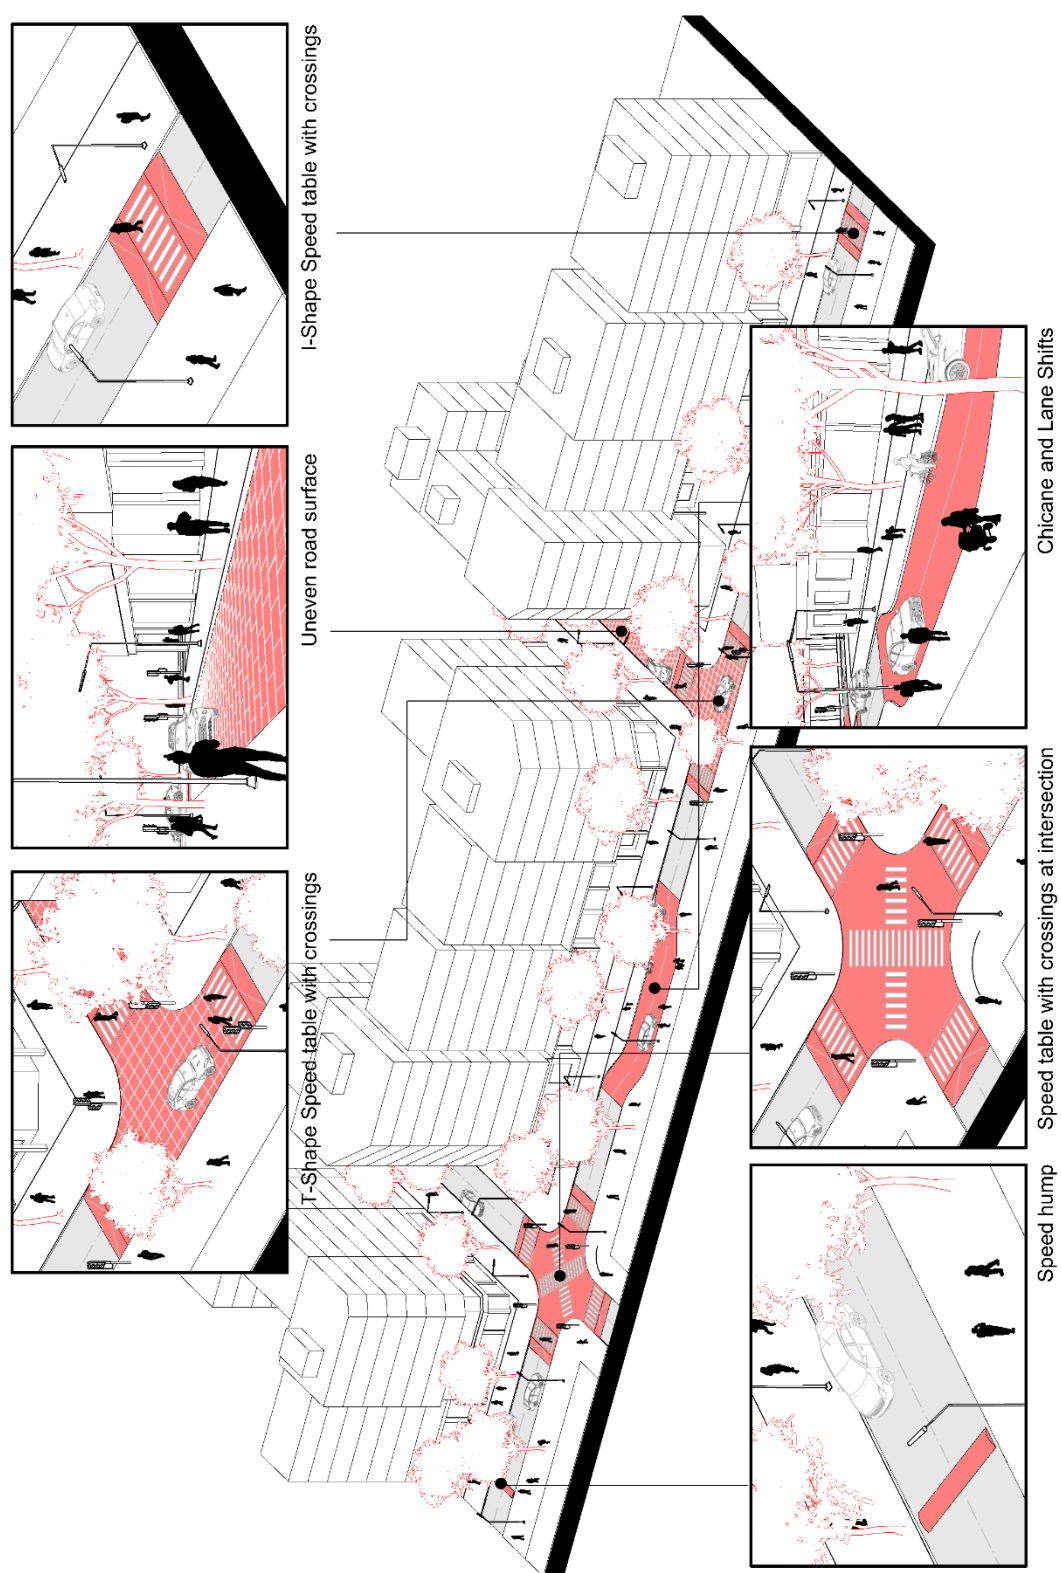 T-Shape Speed table with crossings
Uneven road surface
I-Shape Speed table with crossings
Speed hump
Speed table with crossings at intersection
Chicane and Lane Shifts